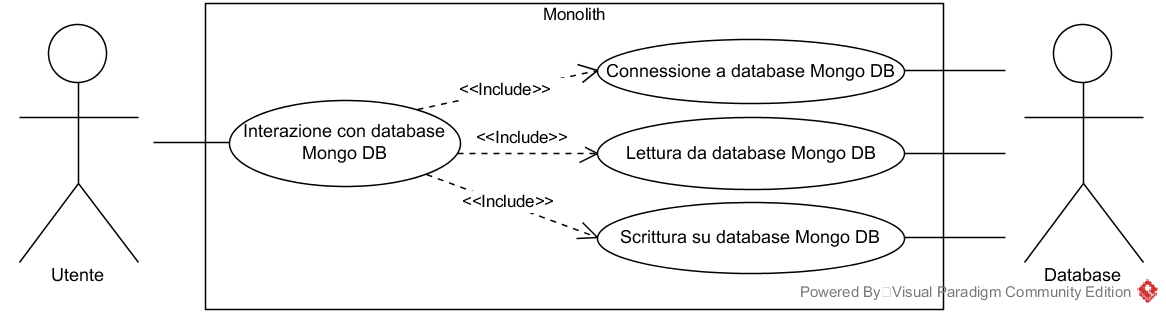 Monolith
Connessione a database Mongo DB
<<Include>>
Interazione con database
Mongo DB
<<Include>>
Lettura da database Mongo DB
<<Include>>
Scrittura su database Mongo DB
Utente
Database
Powered By Visual Paradigm Community Edition